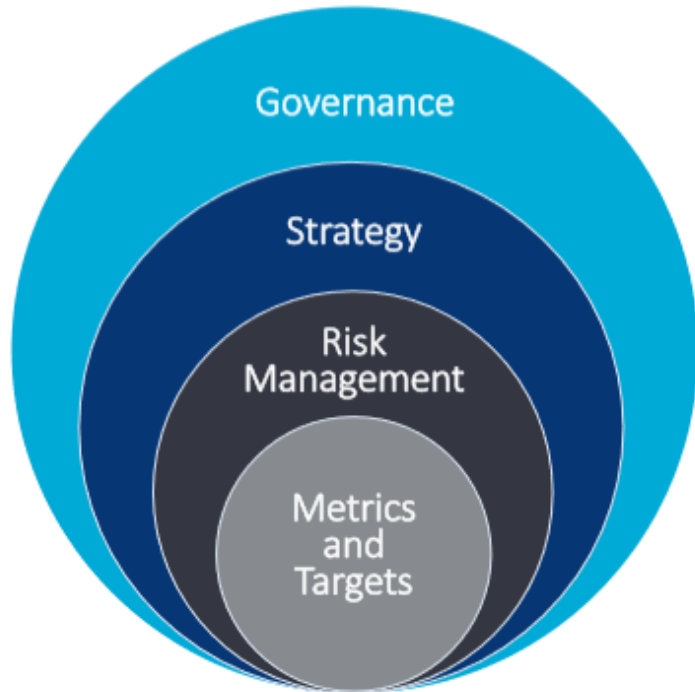 Governance
Strategy
Risk
Management
Metrics
and
Targets